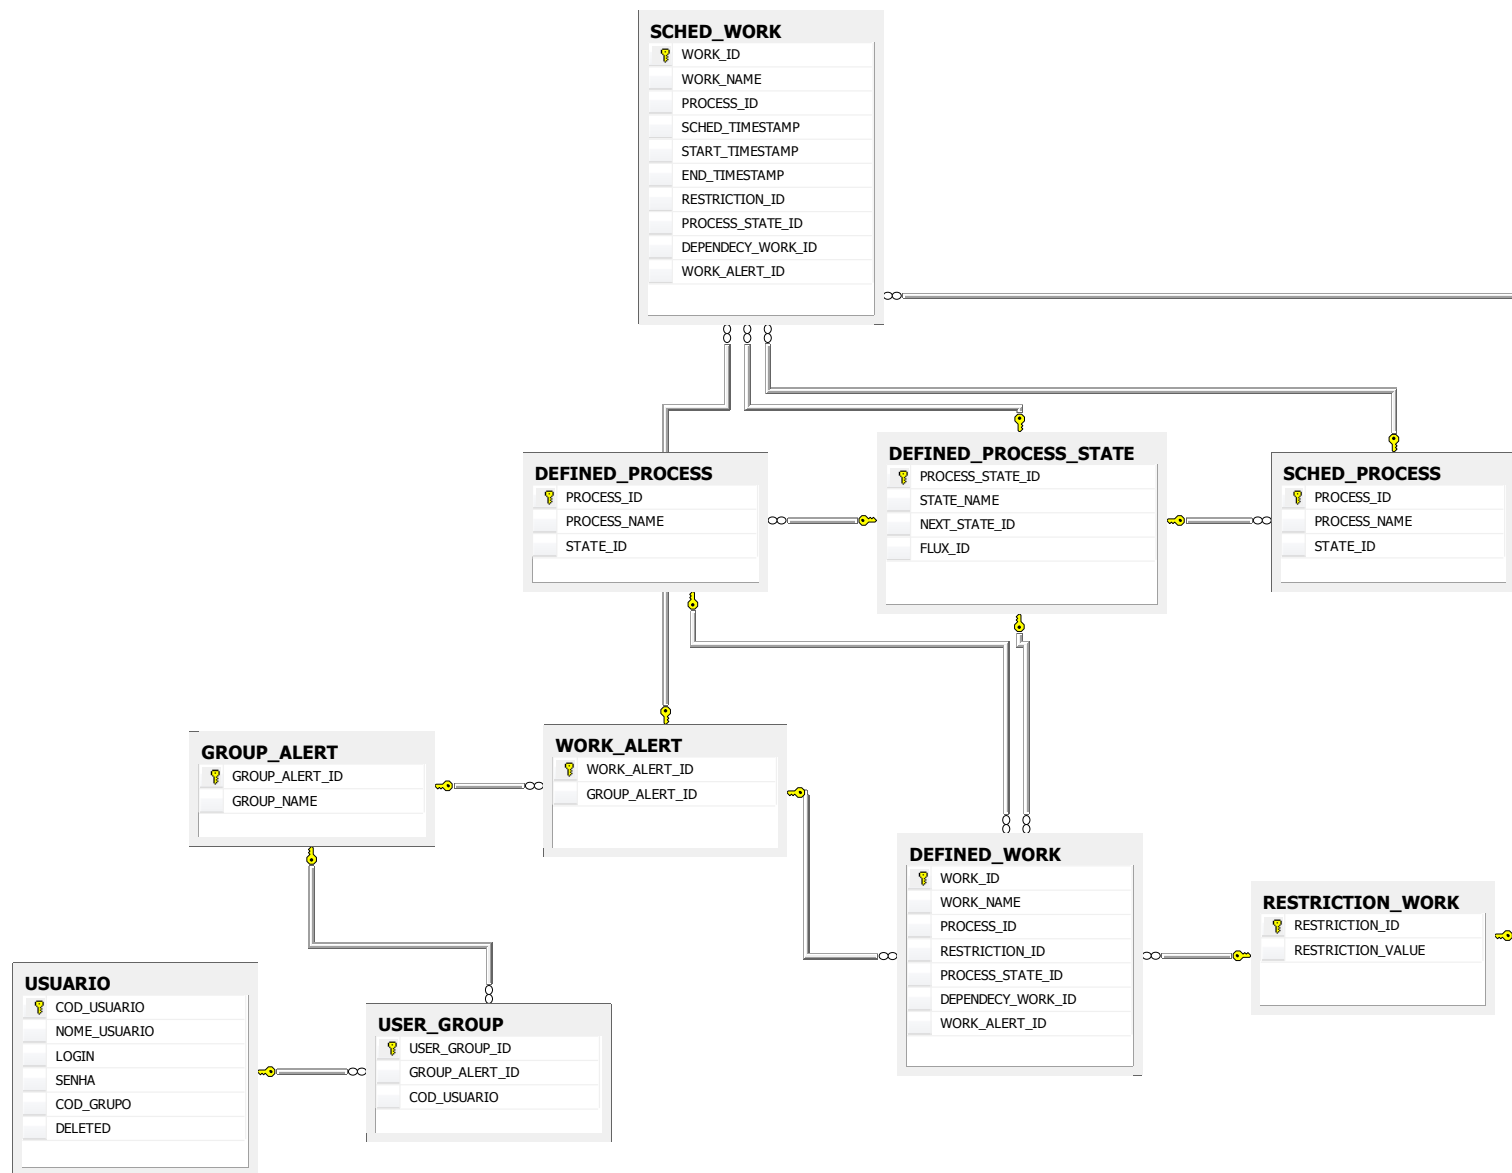 SCHED_WORK
WORK_ID
WORK_NAME
PROCESS_ID
SCHED_TIMESTAMP
START_TIMESTAMP
END_TIMESTAMP
RESTRICTION_ID
PROCESS_STATE_ID
DEPENDECY_WORK_ID
WORK_ALERT_ID
DEFINED_PROCESS
PROCESS_ID
PROCESS_NAME
STATE_ID
DEFINED_PROCESS_STATE
PROCESS_STATE_ID
STATE_NAME
NEXT_STATE_ID
FLUX_ID
SCHED_PROCESS
PROCESS_ID
PROCESS_NAME
STATE_ID
GROUP_ALERT
GROUP_ALERT_ID
GROUP_NAME
WORK_ALERT
WORK_ALERT_ID
GROUP_ALERT_ID
DEFINED_WORK
WORK_ID
WORK_NAME
PROCESS_ID
RESTRICTION_ID
PROCESS_STATE_ID
DEPENDECY_WORK_ID
WORK_ALERT_ID
RESTRICTION_WORK
RESTRICTION_ID
RESTRICTION_VALUE
USUARIO
COD_USUARIO
NOME_USUARIO
LOGIN
SENHA
COD_GRUPO
DELETED
USER_GROUP
USER_GROUP_ID
GROUP_ALERT_ID
COD_USUARIO